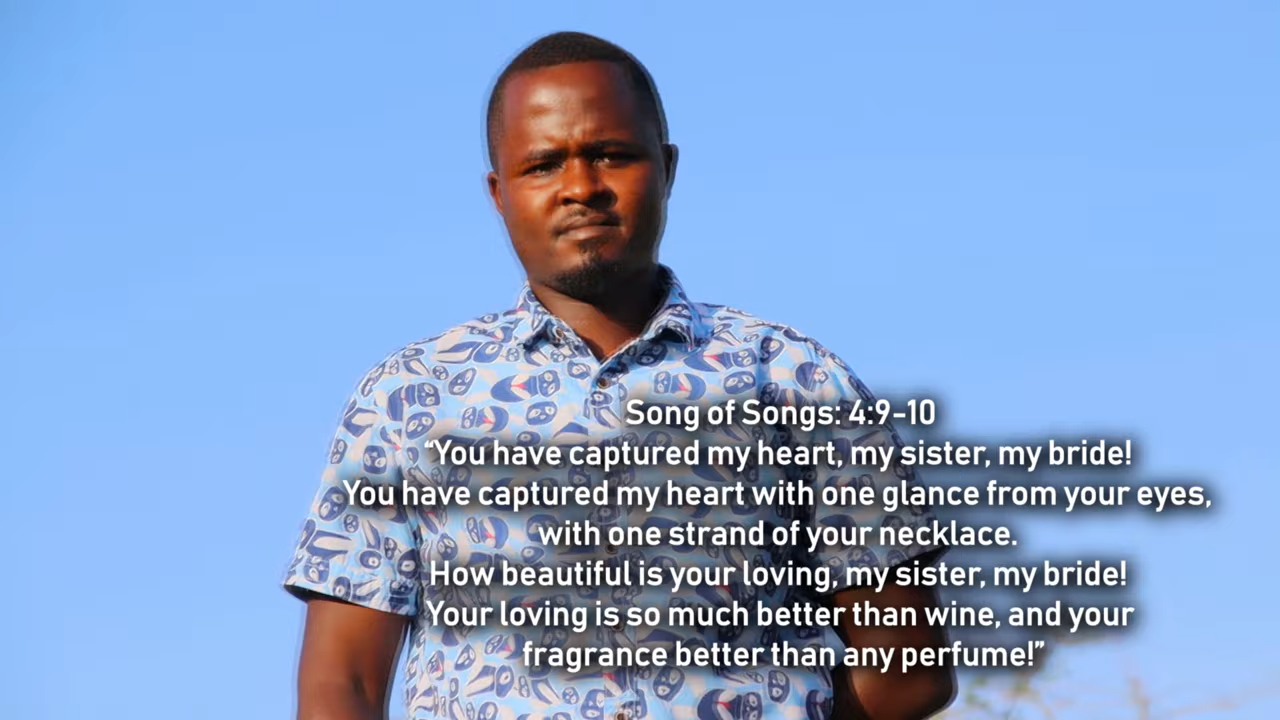 Song of Songs: 4:9-10
“You have captured my heart, my sister, my bride!
You have captured my heart with one glance from your eyes,
with one strand of your necklace.
How beautiful is your loving, my sister, my bride!
Your loving is so much better than wine, and your
fragrance better than any perfume!”